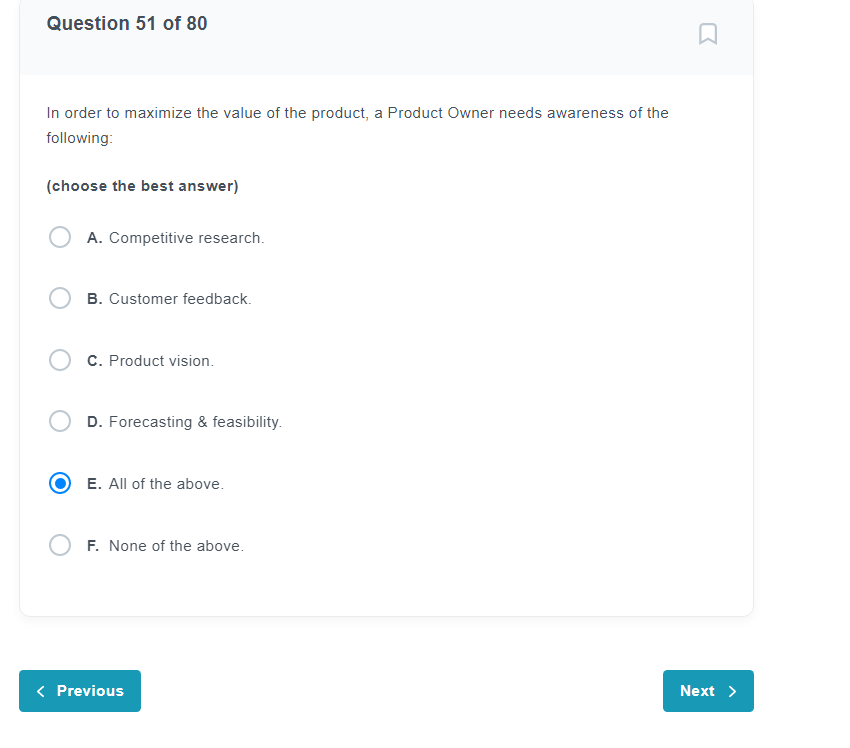 Question 51 of 80
In order to maximize the value of the product, a Product Owner needs awareness of the
following:
(choose the best answer)
A. Competitive research.
B. Customer feedback.
C. Product vision.
D. Forecasting & feasibility.
E. All of the above.
F. None of the above.
Previous
Next